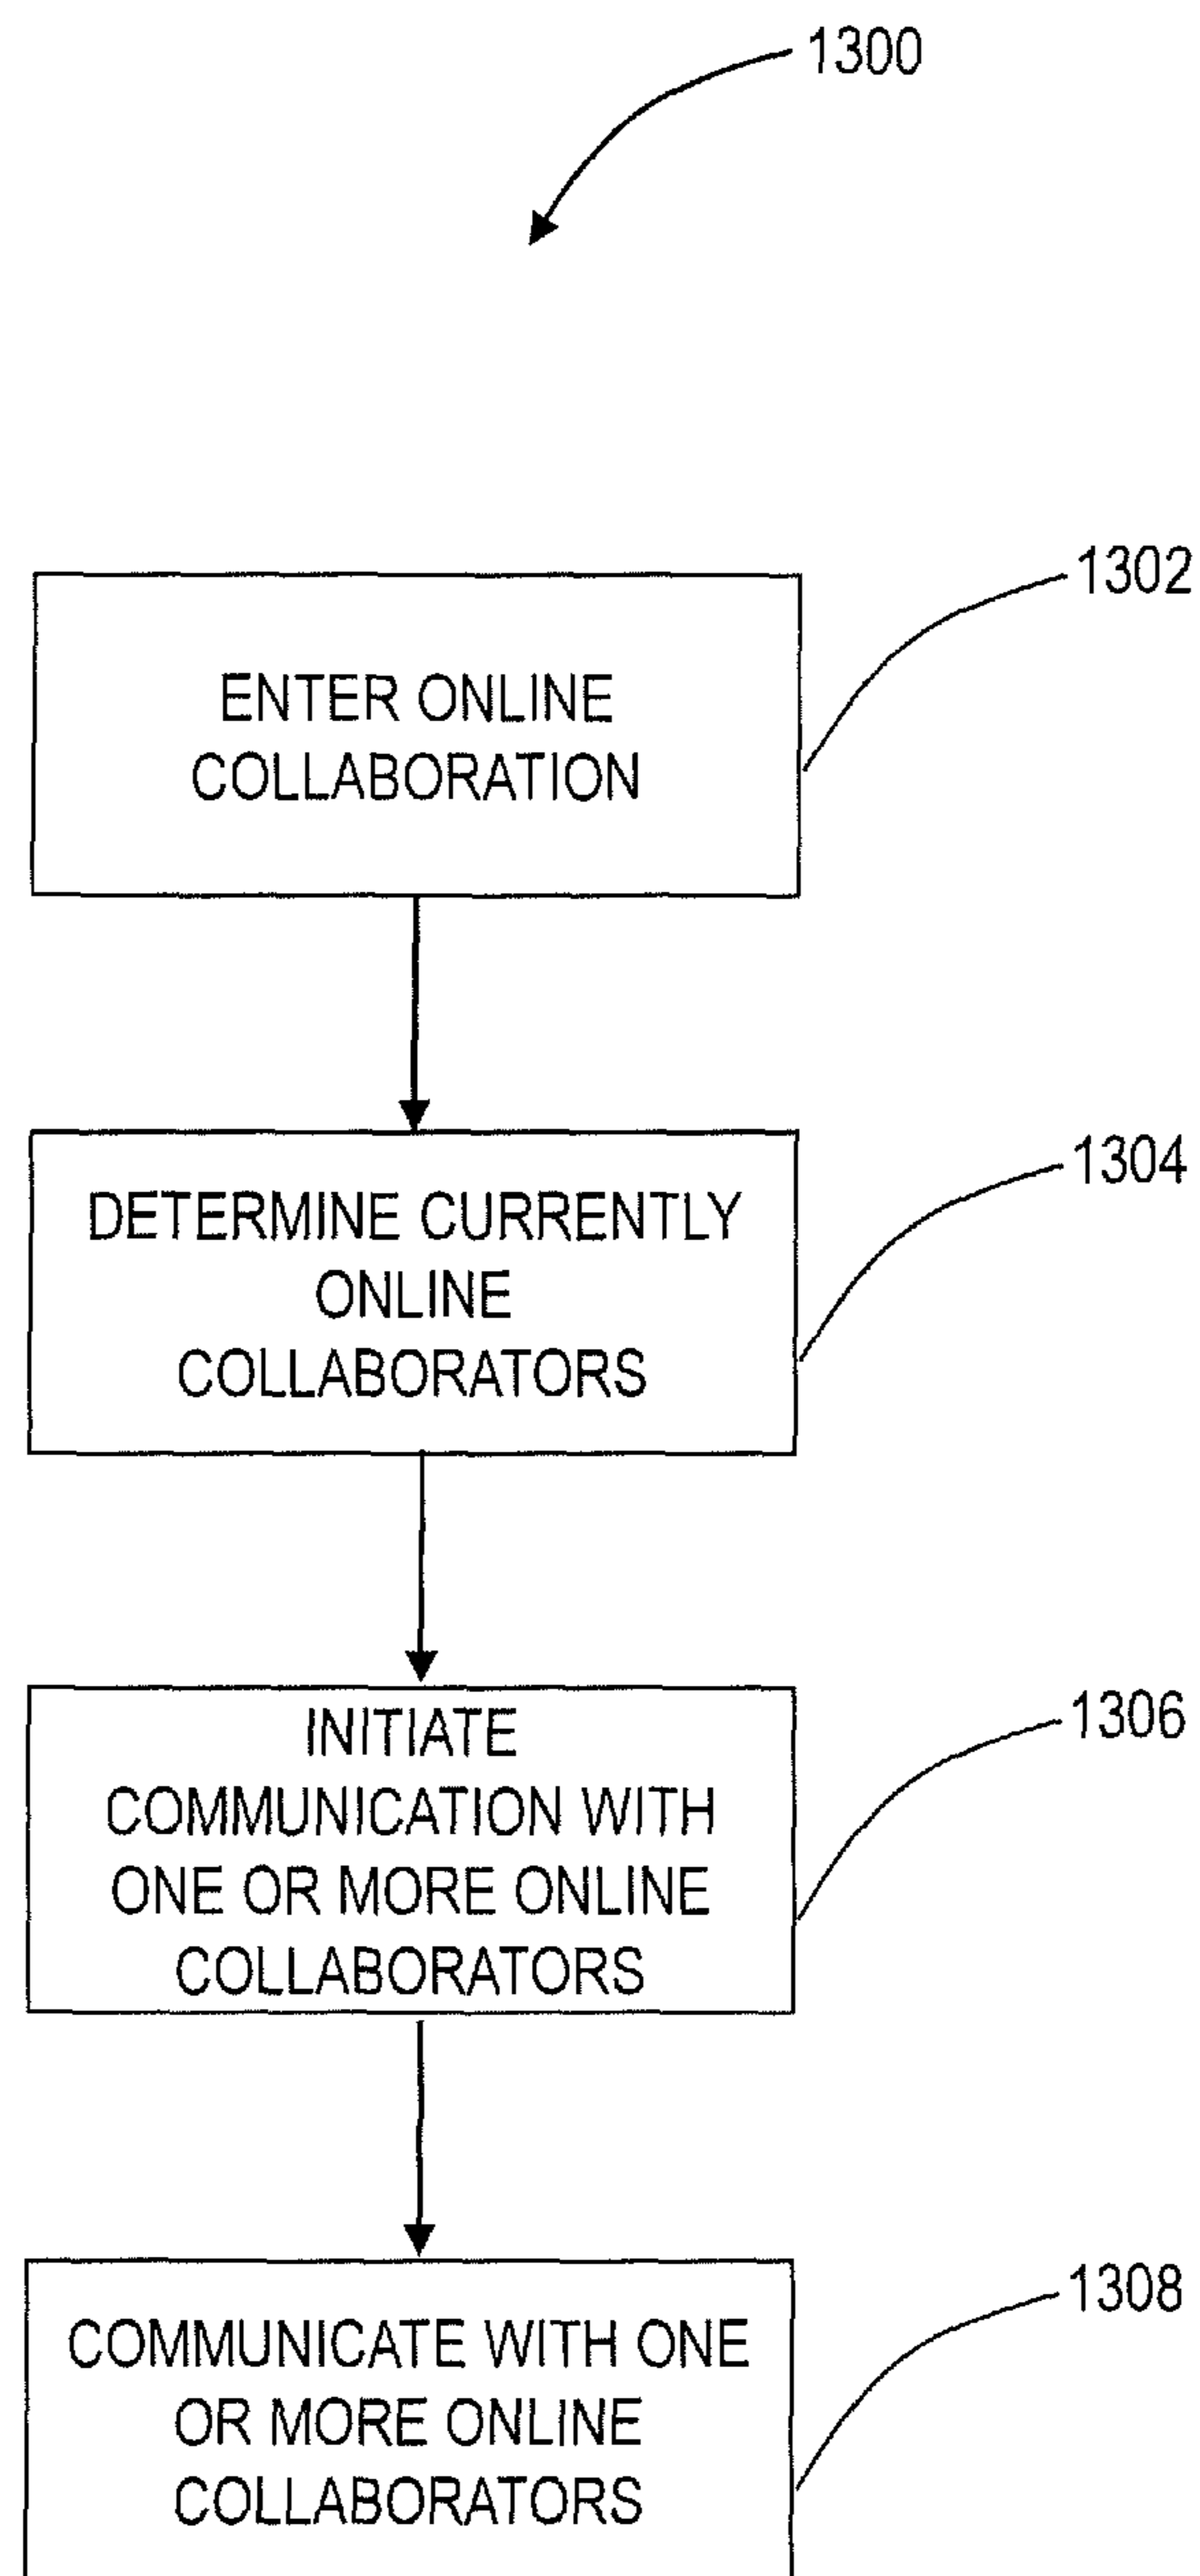 1300
1302
ENTER ONLINE
COLLABORATION
1304
DETERMINE CURRENTLY
ONLINE
COLLABORATORS
1306
INITIATE
COMMUNICATION WITH
ONE OR MORE ONLINE
COLLABORATORS
1308
COMMUNICATE WITH ONE
OR MORE ONLINE
COLLABORATORS